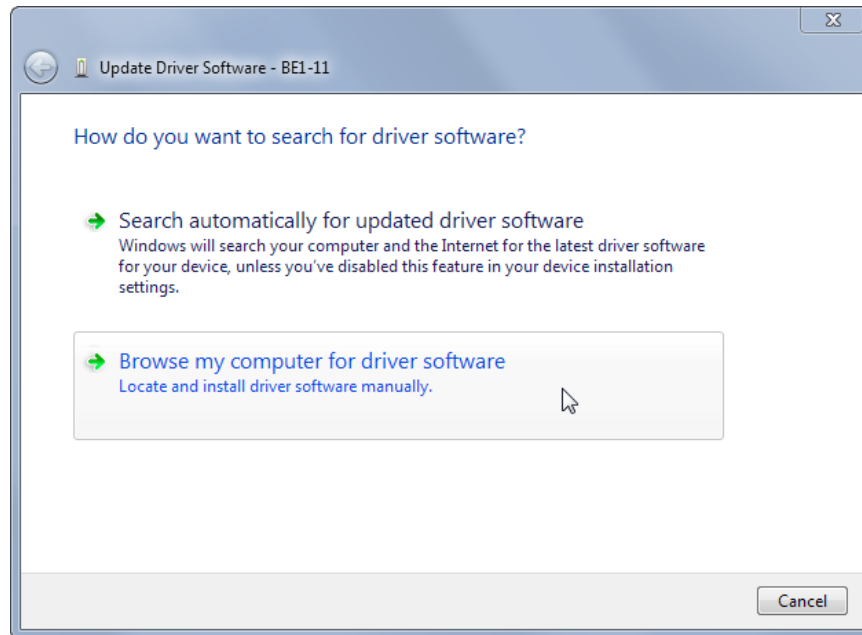 Update Driver Software - BE1-11
How do you want to search for driver software?
Search automatically for updated driver software
Windows will search your computer and the Internet for the latest driver software
for your device, unless you've disabled this feature in your device installation
settings.
Browse my computer for driver software
Locate and install driver software manually.
Cancel